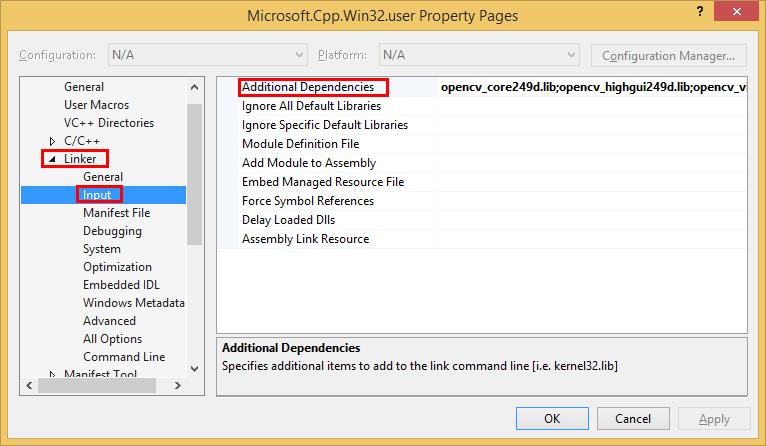 Microsoft.Cpp.Win32.user Property Pages
?
Configuration: N/A Platform: N/A Configuration Manager...
General
User Macros
VC++ Directories
C/C++
Linker
General
Input
Manifest File
Debugging
System
Optimization
Embedded IDL
Windows Metadata
Advanced
All Options
Command Line
Manifest Tool
Additional Dependencies opencv_core249d.lib;opencv_highgui249d.lib;opencv_v
Ignore All Default Libraries
Ignore Specific Default Libraries
Module Definition File
Add Module to Assembly
Embed Managed Resource File
Force Symbol References
Delay Loaded Dlls
Assembly Link Resource
Additional Dependencies
Specifies additional items to add to the link command line [i.e. kernel32.lib]
OK Cancel Apply